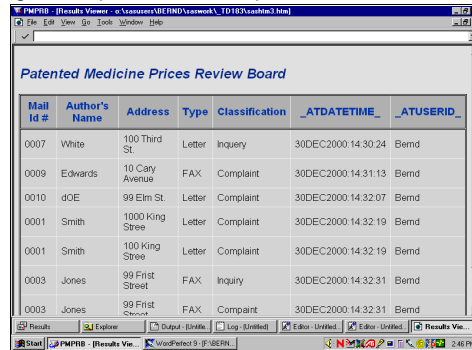 PMPRB - [Results Viewer - o:\sasusers\BERND\saswork\_TD183\sashtm3.htm]
File Edit View Go Tools Window Help
Patented Medicine Prices Review Board
Mail Id # Author's Name Address Type Classification _ATDATETIME_ _ATUSERID_
0007 White 100 Third St. Letter Inquery 30DEC2000:14:30:24 Bernd
0009 Edwards 10 Cary Avenue FAX Complaint 30DEC2000:14:31:13 Bernd
0010 dOE 99 Elm St. Letter Complaint 30DEC2000:14:32:07 Bernd
0001 Smith 1000 King Stree Letter Complaint 30DEC2000:14:32:19 Bernd
0001 Smith 100 King Stree Letter Complaint 30DEC2000:14:32:19 Bernd
0003 Jones 99 Frist Street FAX Inquiry 30DEC2000:14:32:31 Bernd
0003 Jones 99 Frist Street FAX Compaint 30DEC2000:14:32:31 Bernd
Results Explorer Output - (Untitle... Log - (Untitled) Editor - Untitled... Editor - Untitled... Results Vie...
Start PMPRB - [Results Vie... WordPerfect 9 - [F:\BERN... 2:46 PM